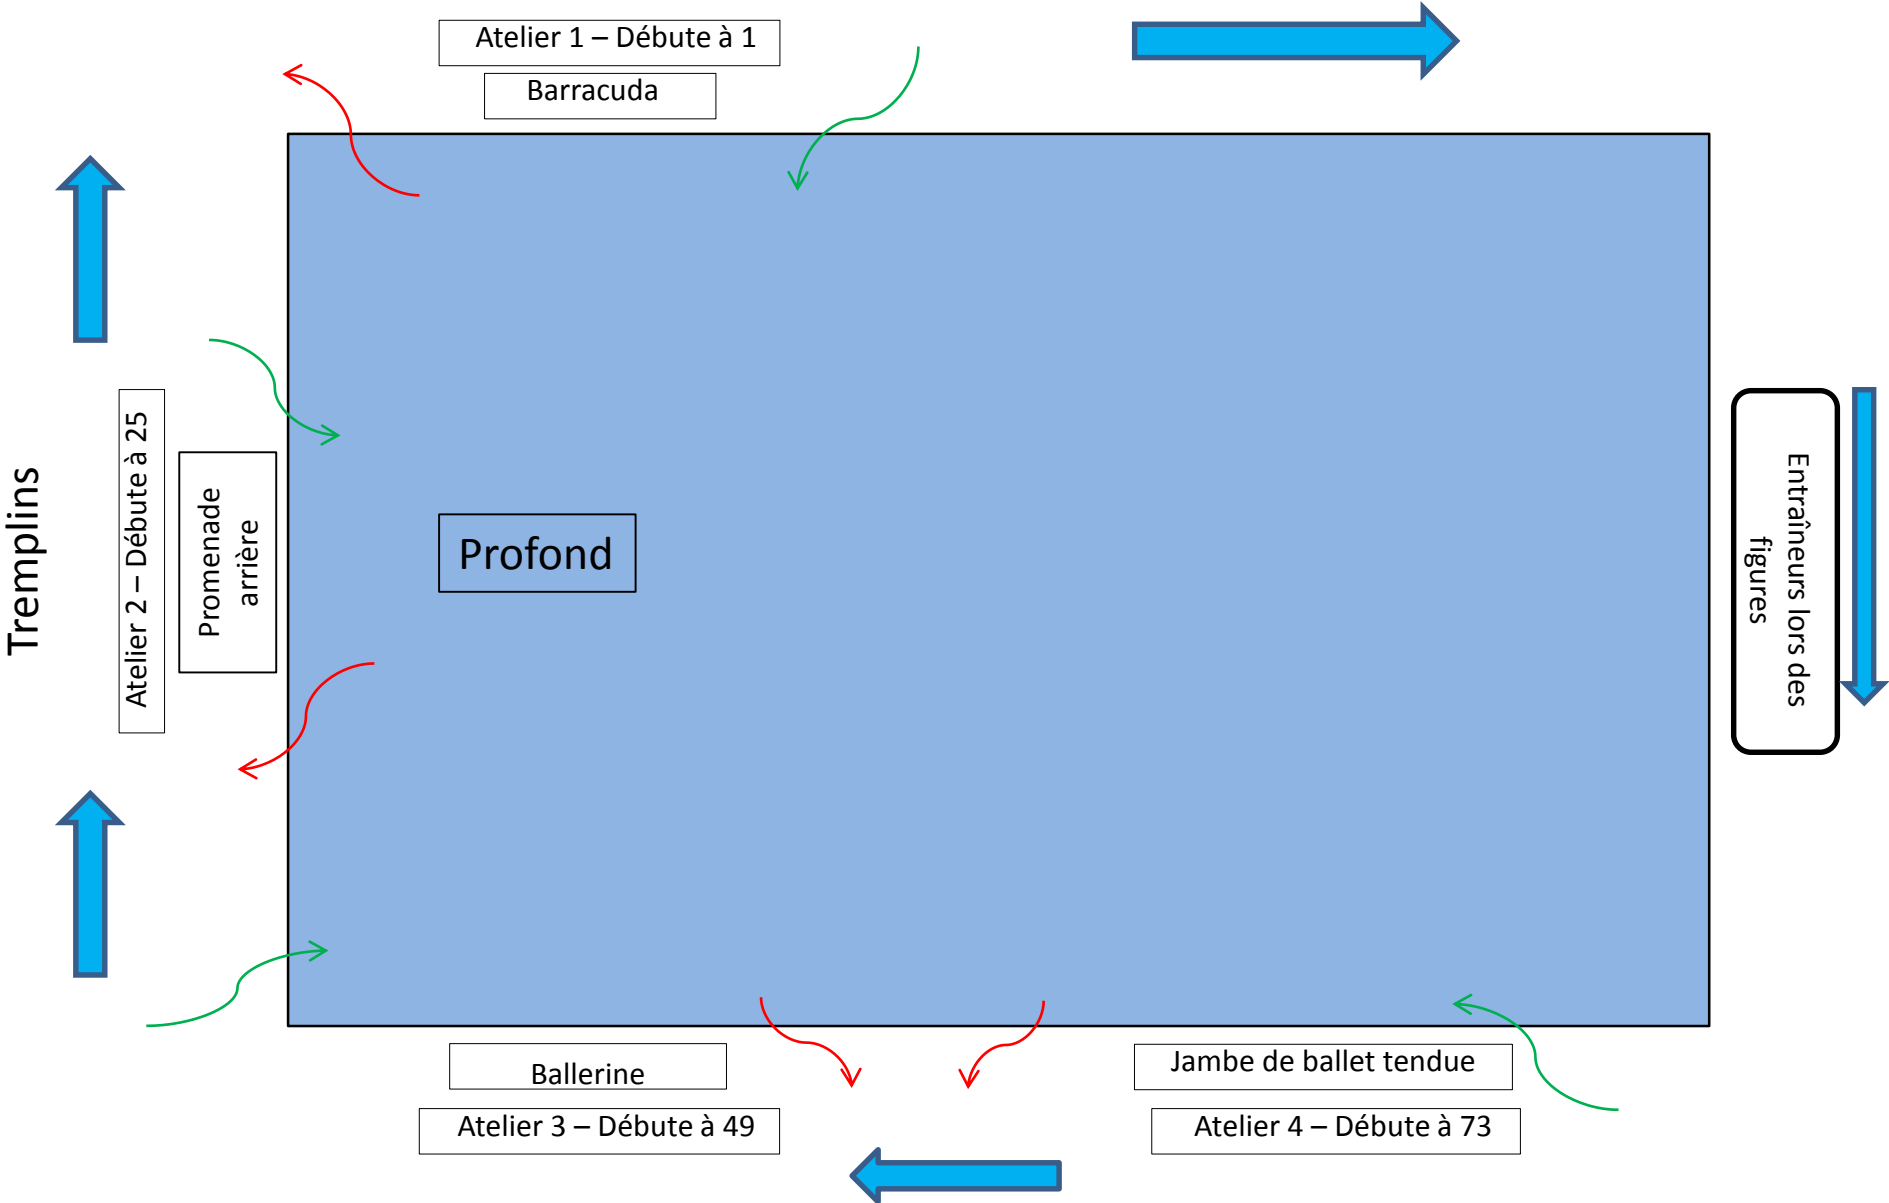 Atelier 1 – Débute à 1
Barracuda
Tremplins
Atelier 2 – Débute à 25
Promenade
arrière
Profond
Entraîneurs lors des
figures
Ballerine
Atelier 3 – Débute à 49
Jambe de ballet tendue
Atelier 4 – Débute à 73